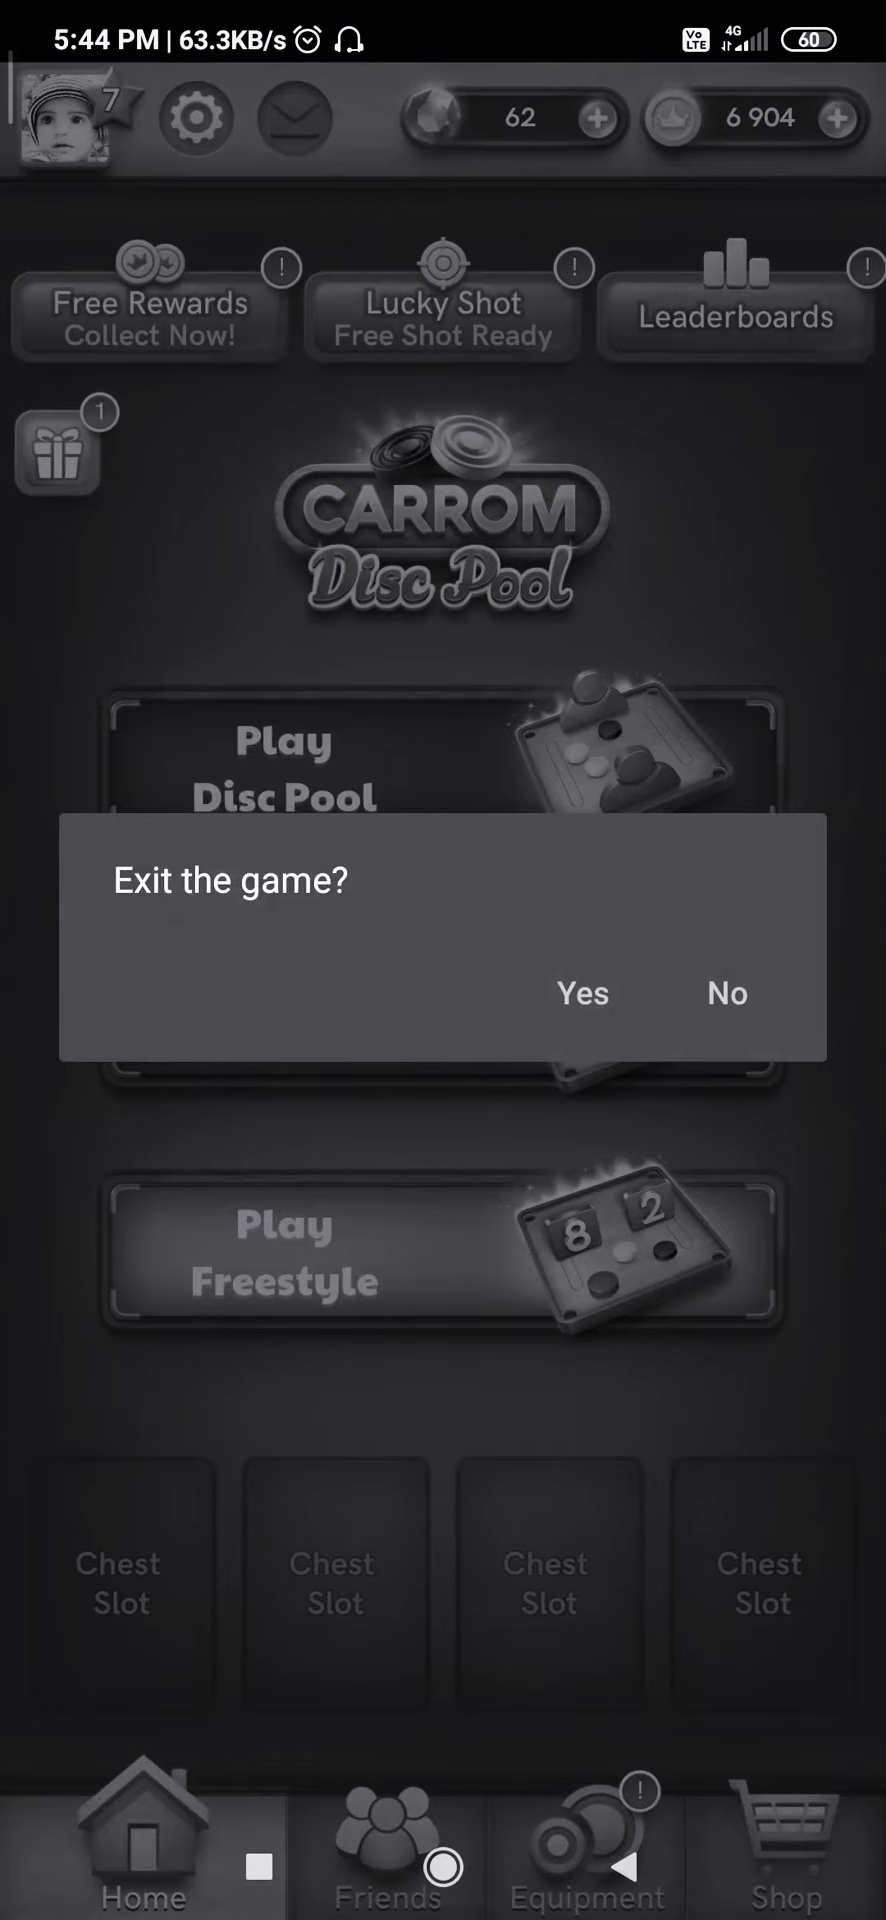 5:44 PM | 63.3KB/s
Vo LTE 4G 60
7
62
6 904
Free Rewards
Collect Now!
!
Lucky Shot
Free Shot Ready
!
Leaderboards
!
1
CARROM
Disc Pool
Play
Disc Pool
Exit the game?
Yes No
Play
Freestyle
8 2
Chest
Slot
Chest
Slot
Chest
Slot
Chest
Slot
!
Home Friends Equipment Shop